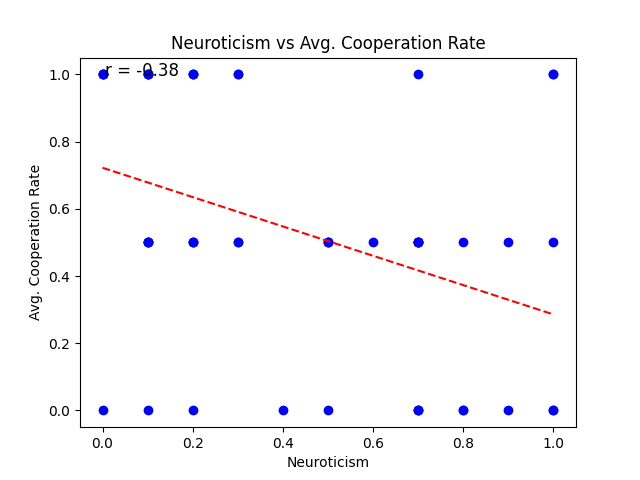 Neuroticism vs Avg. Cooperation Rate
r = -0.38
Avg. Cooperation Rate
1.0
0.8
0.6
0.4
0.2
0.0
0.0 0.2 0.4 0.6 0.8 1.0
Neuroticism